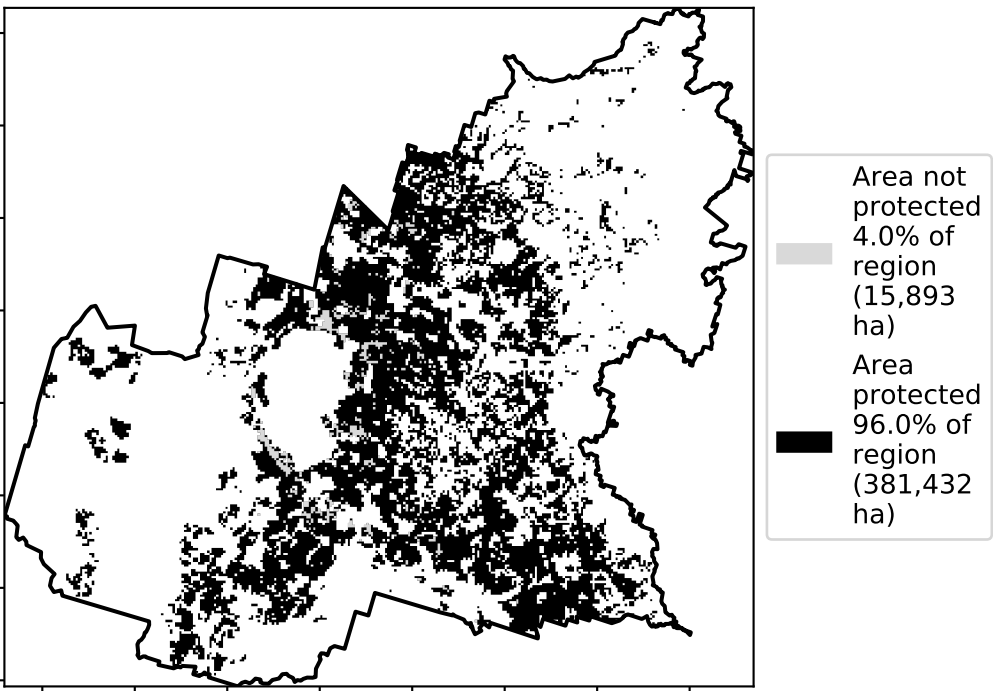 Area not
protected
4.0% of
region
(15,893
ha)
Area
protected
96.0% of
region
(381,432
ha)